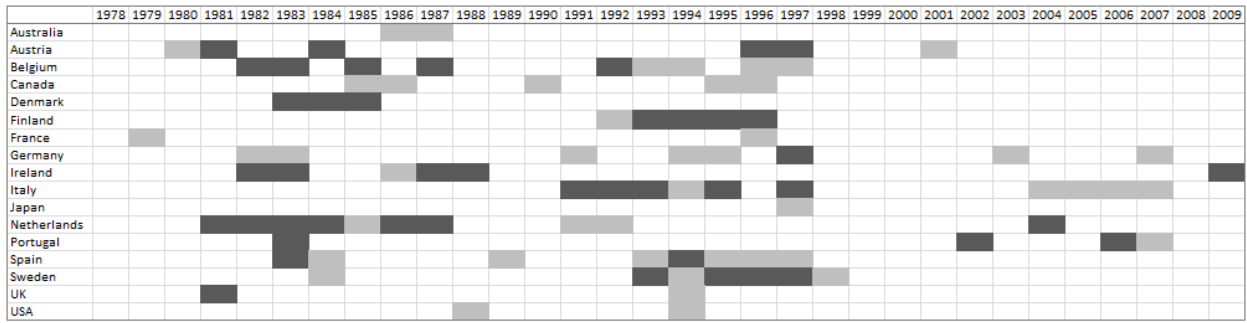 1978 1979 1980 1981 1982 1983 1984 1985 1986 1987 1988 1989 1990 1991 1992 1993 1994 1995 1996 1997 1998 1999 2000 2001 2002 2003 2004 2005 2006 2007 2008 2009
Australia
Austria
Belgium
Canada
Denmark
Finland
France
Germany
Ireland
Italy
Japan
Netherlands
Portugal
Spain
Sweden
UK
USA